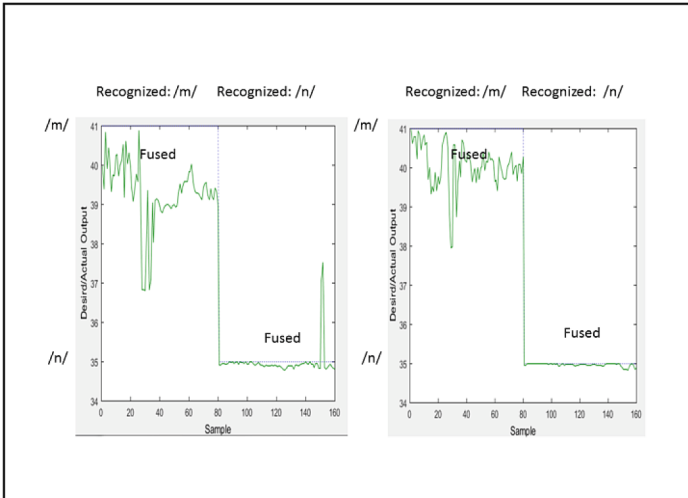 Recognized: /m/ Recognized: /n/
/m/
41
40
39
38
37
36
35
34
Desird/Actual Output
Fused
Fused
/n/
0 20 40 60 80 100 120 140 160
Sample
Recognized: /m/ Recognized: /n/
/m/
41
40
39
38
37
36
35
34
Desird/Actual Output
Fused
Fused
/n/
0 20 40 60 80 100 120 140 160
Sample